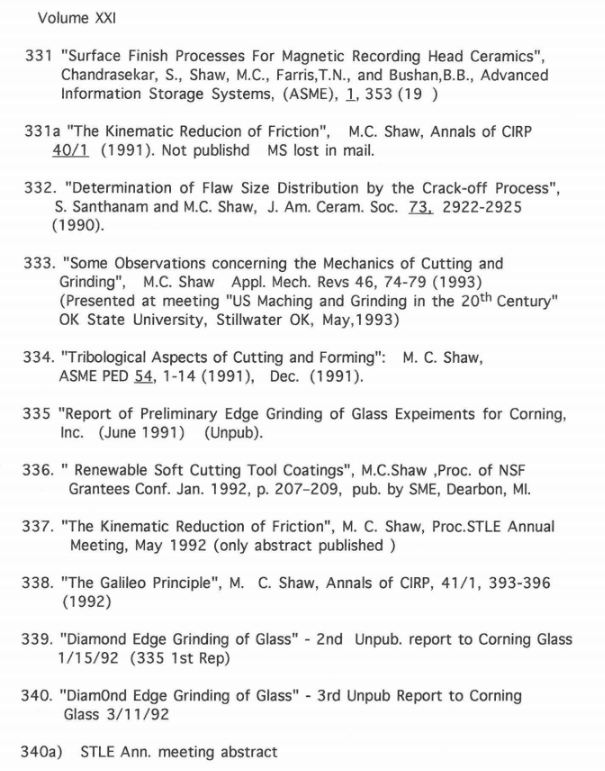 Volume XXI
331 "Surface Finish Processes For Magnetic Recording Head Ceramics",
Chandrasekar, S., Shaw, M.C., Farris,T.N., and Bushan,B.B., Advanced
Information Storage Systems, (ASME), 1, 353 (19  )
331a "The Kinematic Reducion of Friction",  M.C. Shaw, Annals of CIRP
40/1 (1991). Not publishd  MS lost in mail.
332. "Determination of Flaw Size Distribution by the Crack-off Process",
S. Santhanam and M.C. Shaw, J. Am. Ceram. Soc. 73, 2922-2925
(1990).
333. "Some Observations concerning the Mechanics of Cutting and
Grinding",  M.C. Shaw  Appl. Mech. Revs 46, 74-79 (1993)
(Presented at meeting "US Maching and Grinding in the 20th Century"
OK State University, Stillwater OK, May,1993)
334. "Tribological Aspects of Cutting and Forming":  M. C. Shaw,
ASME PED 54, 1-14 (1991),  Dec. (1991).
335 "Report of Preliminary Edge Grinding of Glass Expeiments for Corning,
Inc.  (June 1991)  (Unpub).
336. " Renewable Soft Cutting Tool Coatings", M.C.Shaw ,Proc. of NSF
Grantees Conf. Jan. 1992, p. 207-209,  pub. by SME, Dearbon, MI.
337. "The Kinematic Reduction of Friction", M. C. Shaw, Proc.STLE Annual
Meeting, May 1992 (only abstract published )
338. "The Galileo Principle", M.  C. Shaw, Annals of CIRP, 41/1, 393-396
(1992)
339. "Diamond Edge Grinding of Glass" - 2nd  Unpub. report to Corning Glass
1/15/92  (335 1st Rep)
340. "Diam0nd Edge Grinding of Glass" - 3rd Unpub Report to Corning
Glass 3/11/92
340a)  STLE Ann. meeting abstract